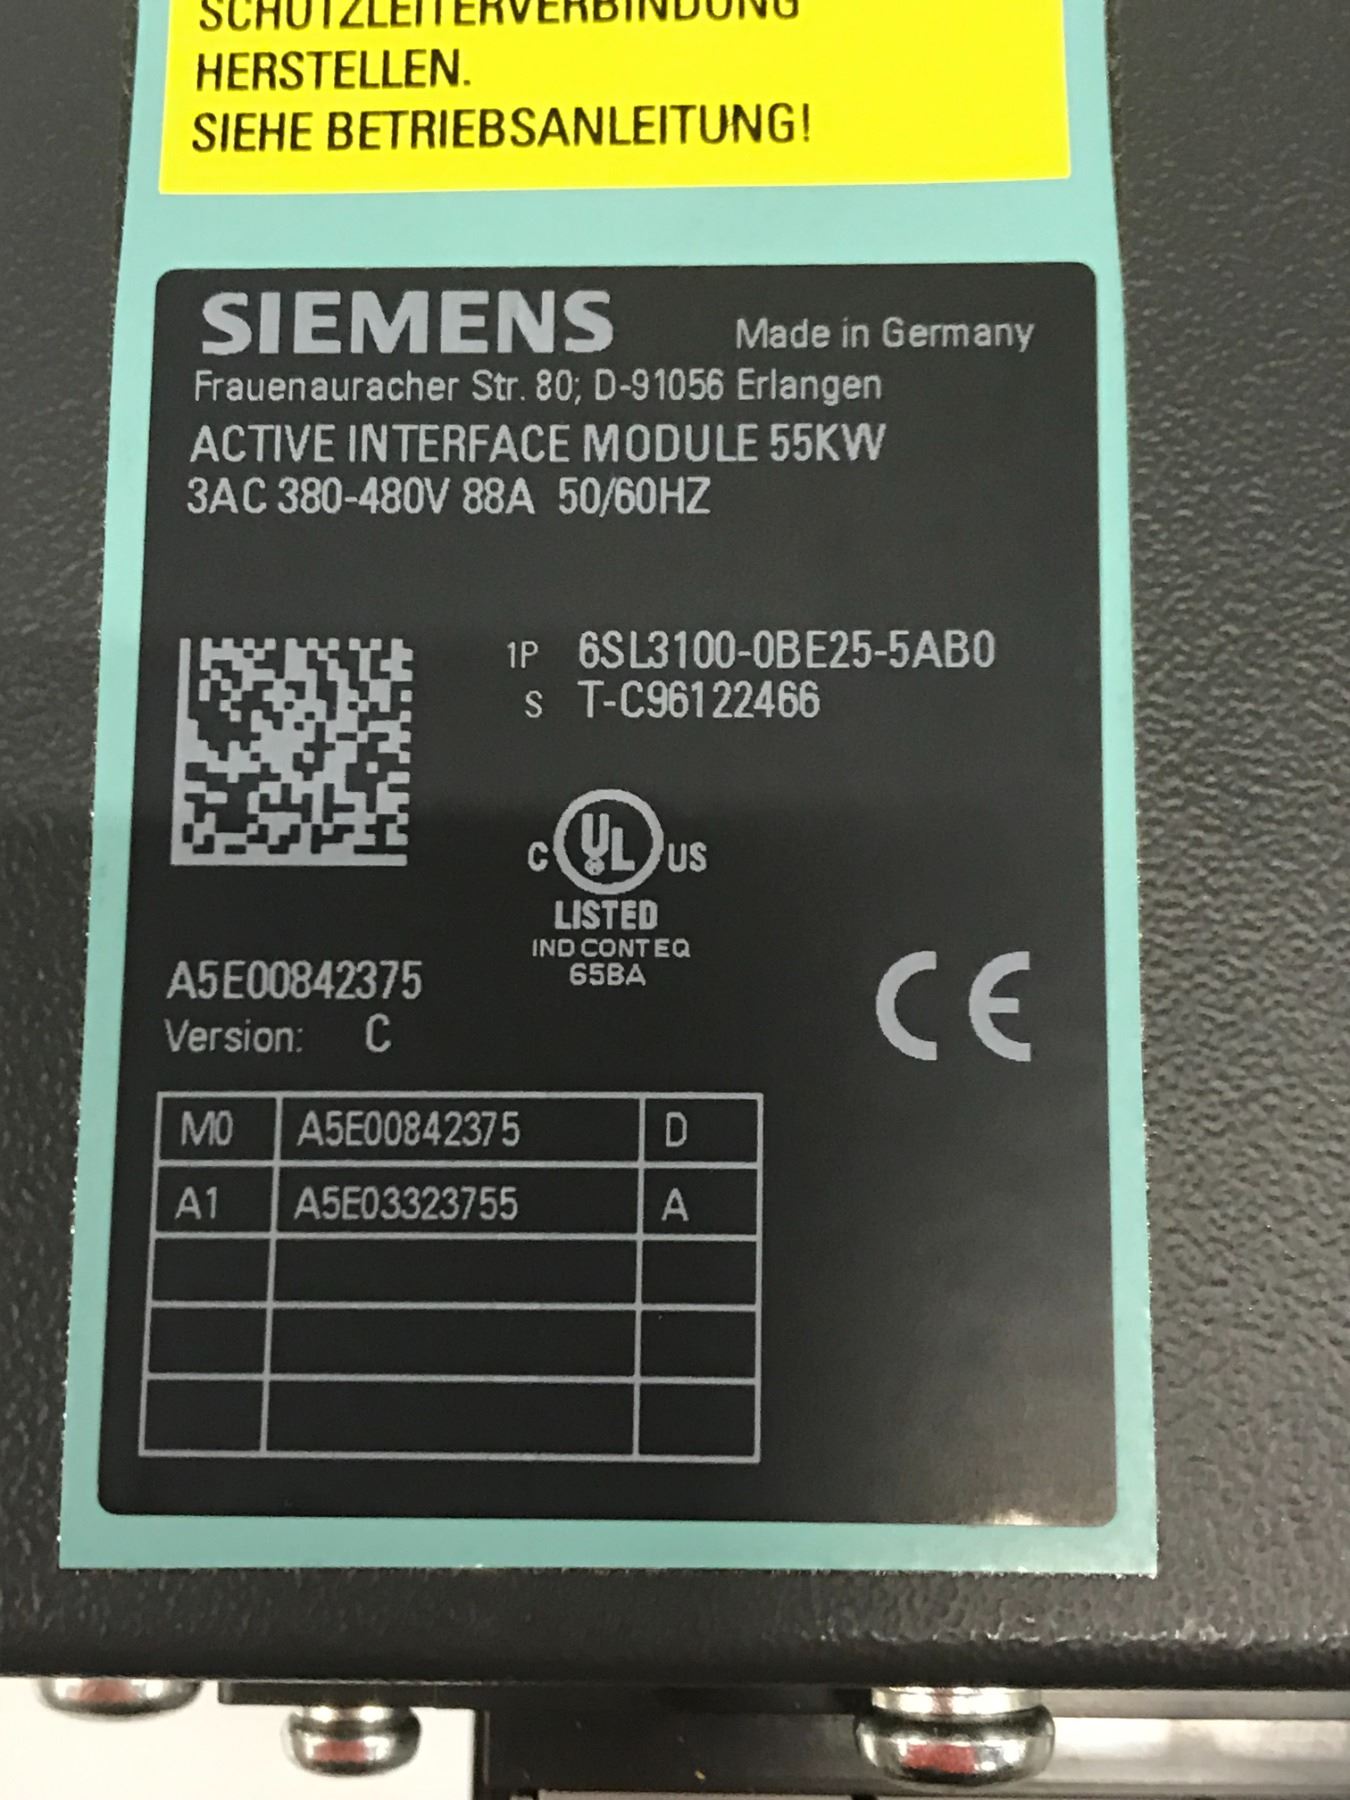 SCHUTZLEITERVERBINDUNG
HERSTELLEN.
SIEHE BETRIEBSANLEITUNG!
SIEMENS Made in Germany
Frauenauracher Str. 80; D-91056 Erlangen
ACTIVE INTERFACE MODULE 55KW
3AC 380-480V 88A 50/60HZ
1P 6SL3100-0BE25-5AB0
S T-C96122466
C UL US
LISTED
IND CONT EQ
65BA
A5E00842375
Version: C
CE
M0 A5E00842375 D
A1 A5E03323755 A